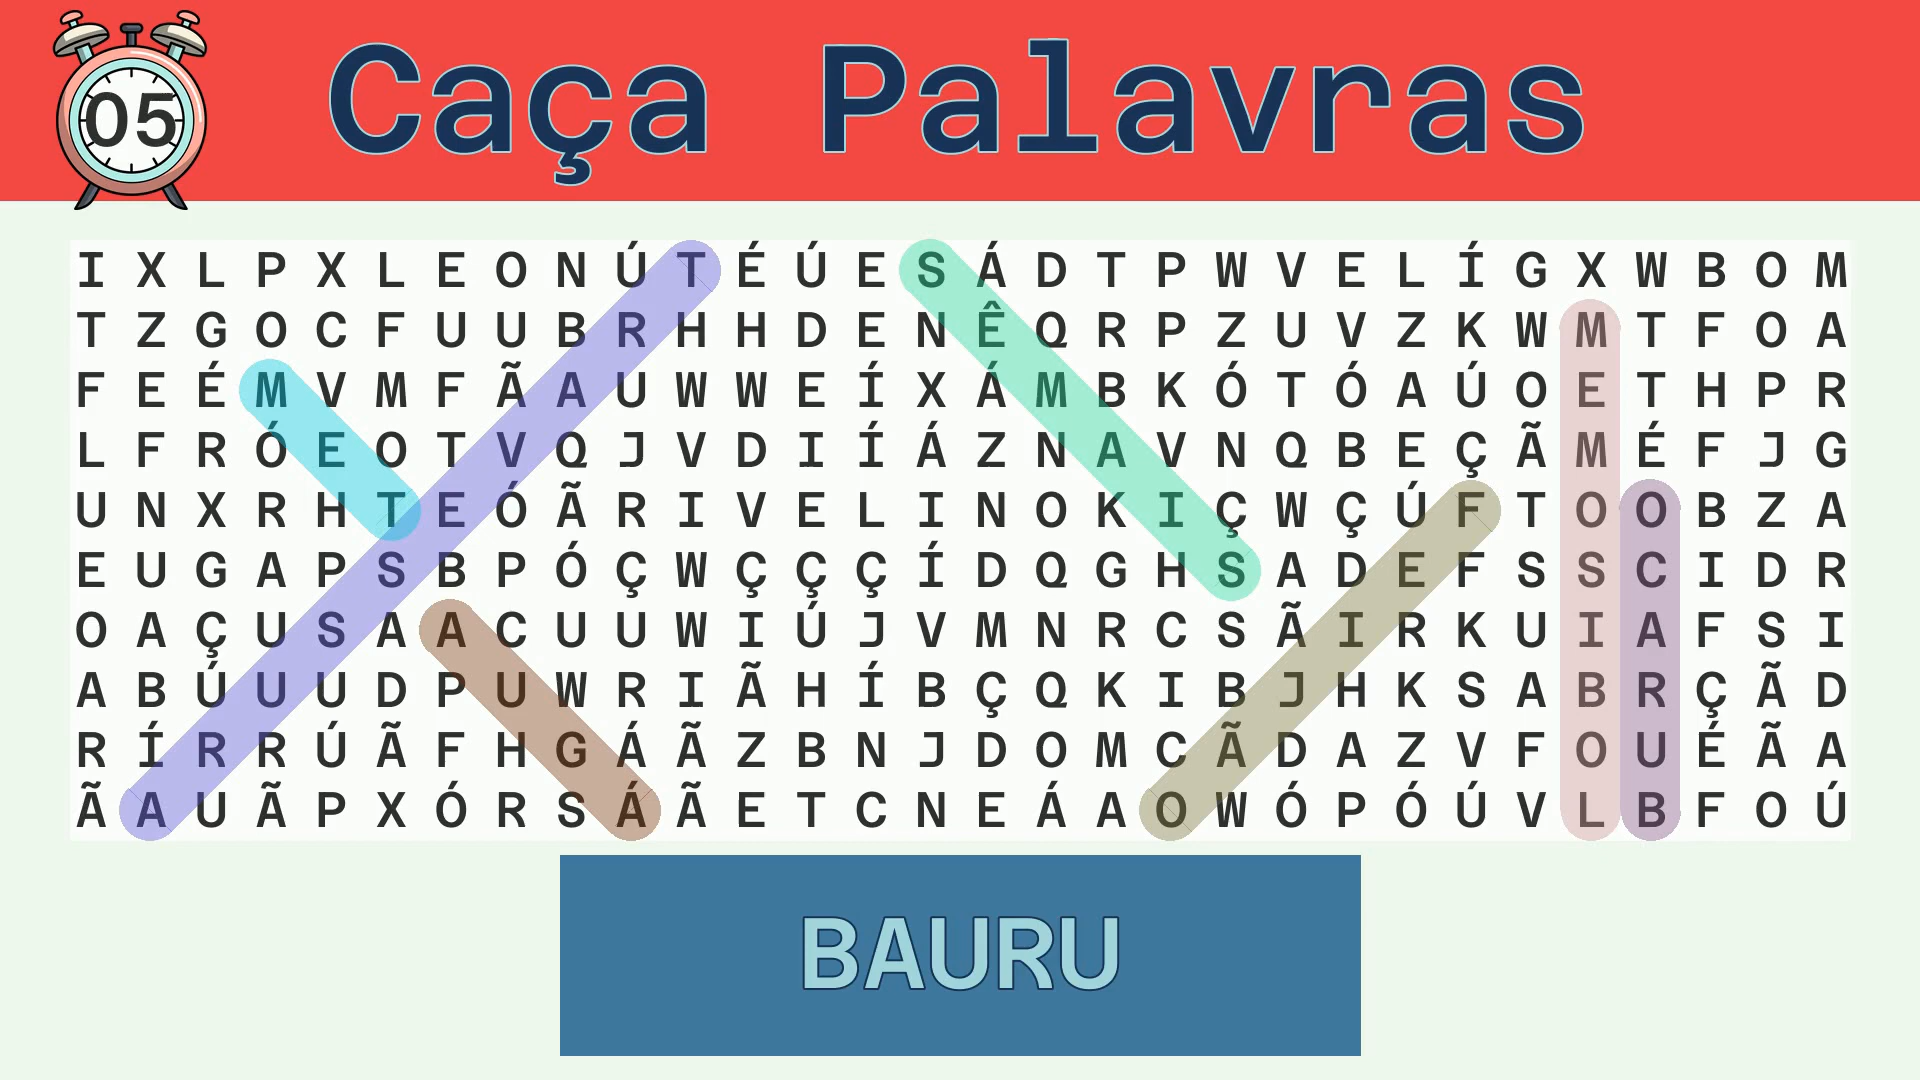 05
Caça Palavras
I X L P X L E O N Ú T É Ú E S Á D T P W V E L Í G X W B O M
T Z G O C F U U B R H H D E N Ê Q R P Z U V Z K W M T F O A
F E É M V M F Ã A U W W E Í X Á M B K Ó T Ó A Ú O E T H P R
L F R Ó E O T V Q J V D I Í Á Z N A V N Q B E Ç Ã M É F J G
U N X R H T E Ó Ã R I V E L I N O K I Ç W Ç Ú F T O O B Z A
E U G A P S B P Ó Ç W Ç Ç Ç Í D Q G H S A D E F S S C I D R
O A Ç U S A A C U U W I Ú J V M N R C S Ã I R K U I A F S I
A B Ú U U D P U W R I Ã H Í B Ç Q K I B J H K S A B R Ç Ã D
R Í R R Ú Ã F H G Á Ã Z B N J D O M C Ã D A Z V F O U É Ã A
Ã A U Ã P X Ó R S Á Ã E T C N E Á A O W Ó P Ó Ú V L B F O Ú
BAURU